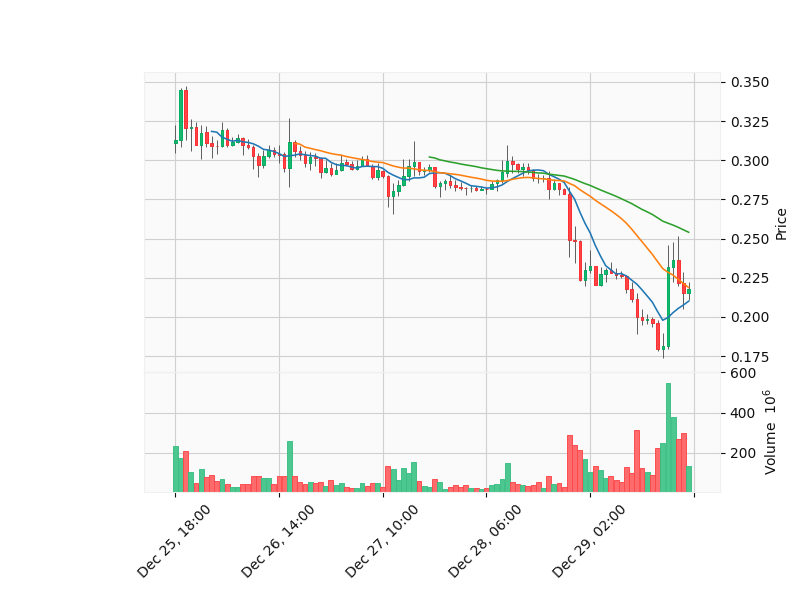 0.350
0.325
0.300
0.275
0.250
0.225
0.200
0.175
Price
600
400
200
Volume 10⁶
Dec 25, 18:00
Dec 26, 14:00
Dec 27, 10:00
Dec 28, 06:00
Dec 29, 02:00